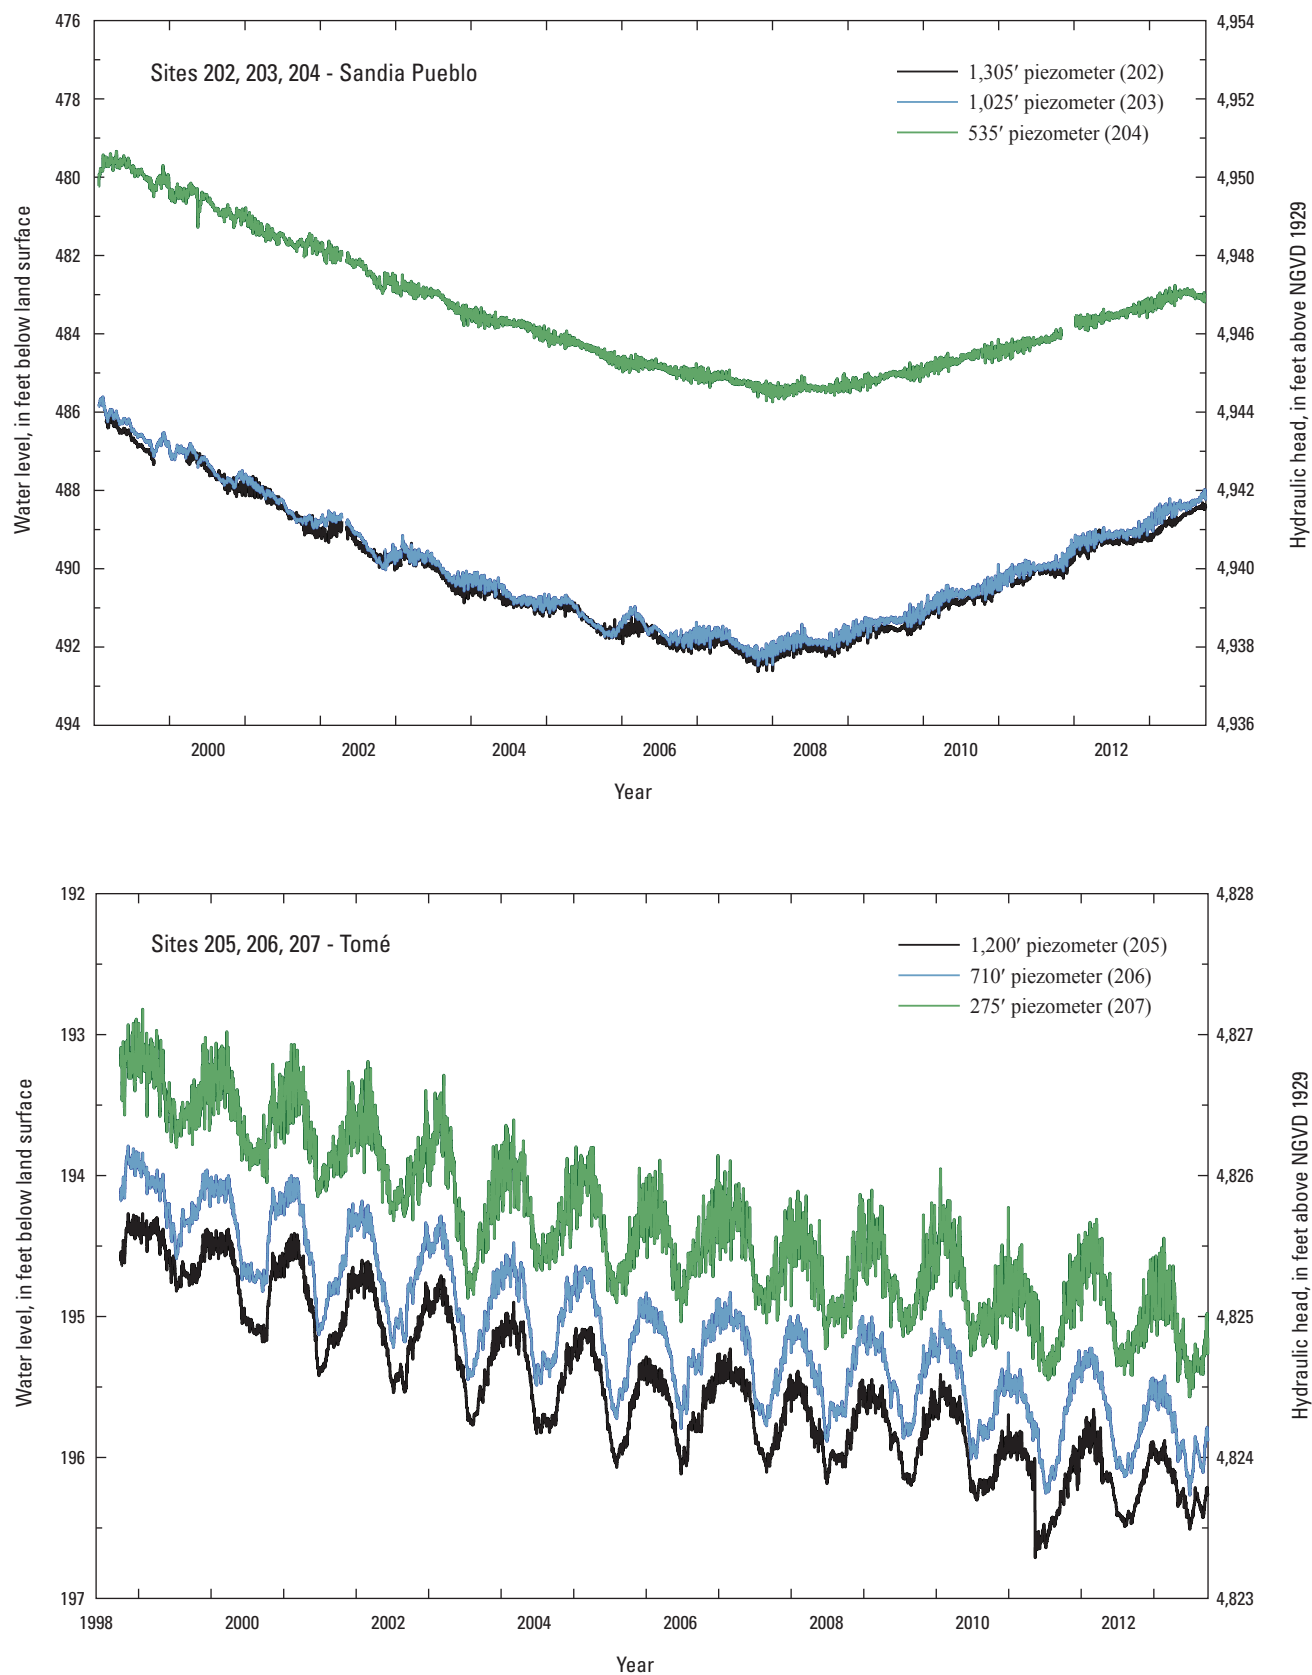 Sites 202, 203, 204 - Sandia Pueblo
1,305′ piezometer (202)
1,025′ piezometer (203)
535′ piezometer (204)
Water level, in feet below land surface
476
478
480
482
484
486
488
490
492
494
Hydraulic head, in feet above NGVD 1929
4,954
4,952
4,950
4,948
4,946
4,944
4,942
4,940
4,938
4,936
2000 2002 2004 2006 2008 2010 2012
Year
Sites 205, 206, 207 - Tomé
1,200′ piezometer (205)
710′ piezometer (206)
275′ piezometer (207)
Water level, in feet below land surface
192
193
194
195
196
197
Hydraulic head, in feet above NGVD 1929
4,828
4,827
4,826
4,825
4,824
4,823
1998 2000 2002 2004 2006 2008 2010 2012
Year